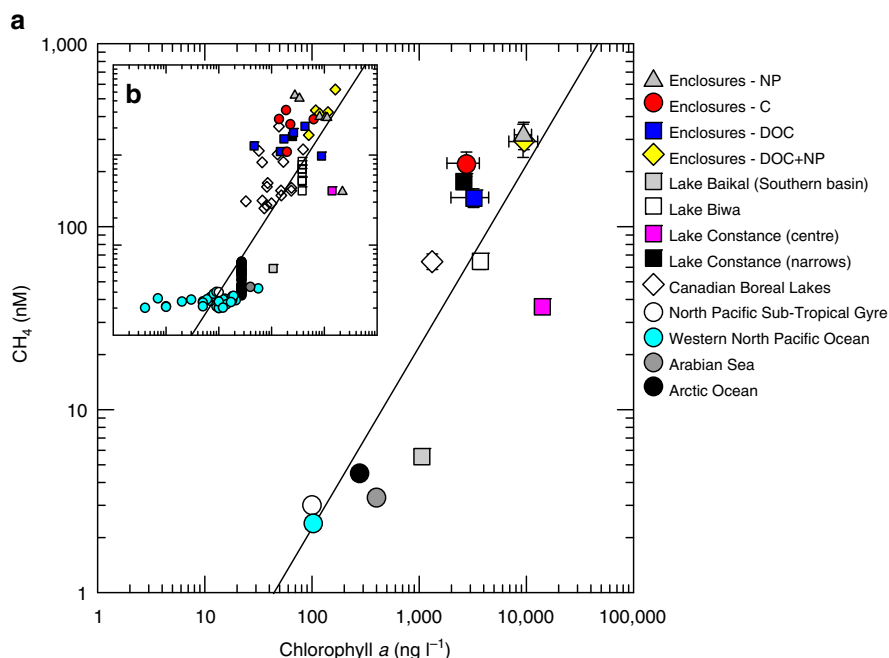 a
1,000
b
100
10
1
CH₄ (nM)
1
10
100
1,000
10,000
100,000
Chlorophyll a (ng l⁻¹)
Enclosures - NP
Enclosures - C
Enclosures - DOC
Enclosures - DOC+NP
Lake Baikal (Southern basin)
Lake Biwa
Lake Constance (centre)
Lake Constance (narrows)
Canadian Boreal Lakes
North Pacific Sub-Tropical Gyre
Western North Pacific Ocean
Arabian Sea
Arctic Ocean